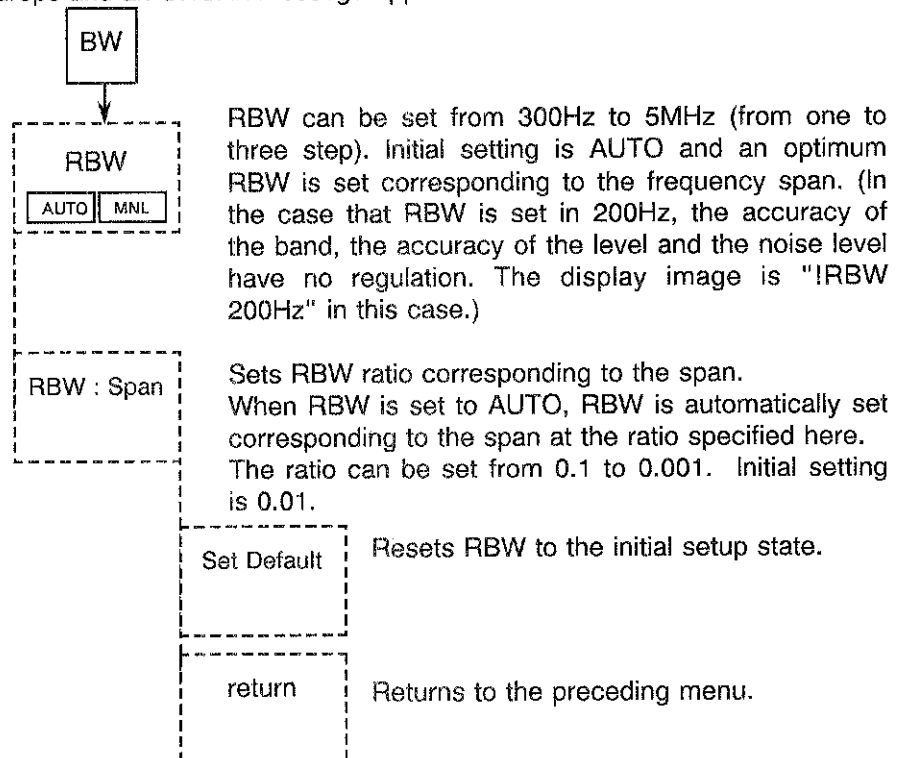 BW
RBW can be set from 300Hz to 5MHz (from one to
three step). Initial setting is AUTO and an optimum
RBW
RBW is set corresponding to the frequency span. (In
AUTO MNL
the case that RBW is set in 200Hz, the accuracy of
the band, the accuracy of the level and the noise level
have no regulation. The display image is "!RBW
200Hz" in this case.)
RBW : Span
Sets RBW ratio corresponding to the span.
When RBW is set to AUTO, RBW is automatically set
corresponding to the span at the ratio specified here.
The ratio can be set from 0.1 to 0.001. Initial setting
is 0.01.
Set Default
Resets RBW to the initial setup state.
return
Returns to the preceding menu.